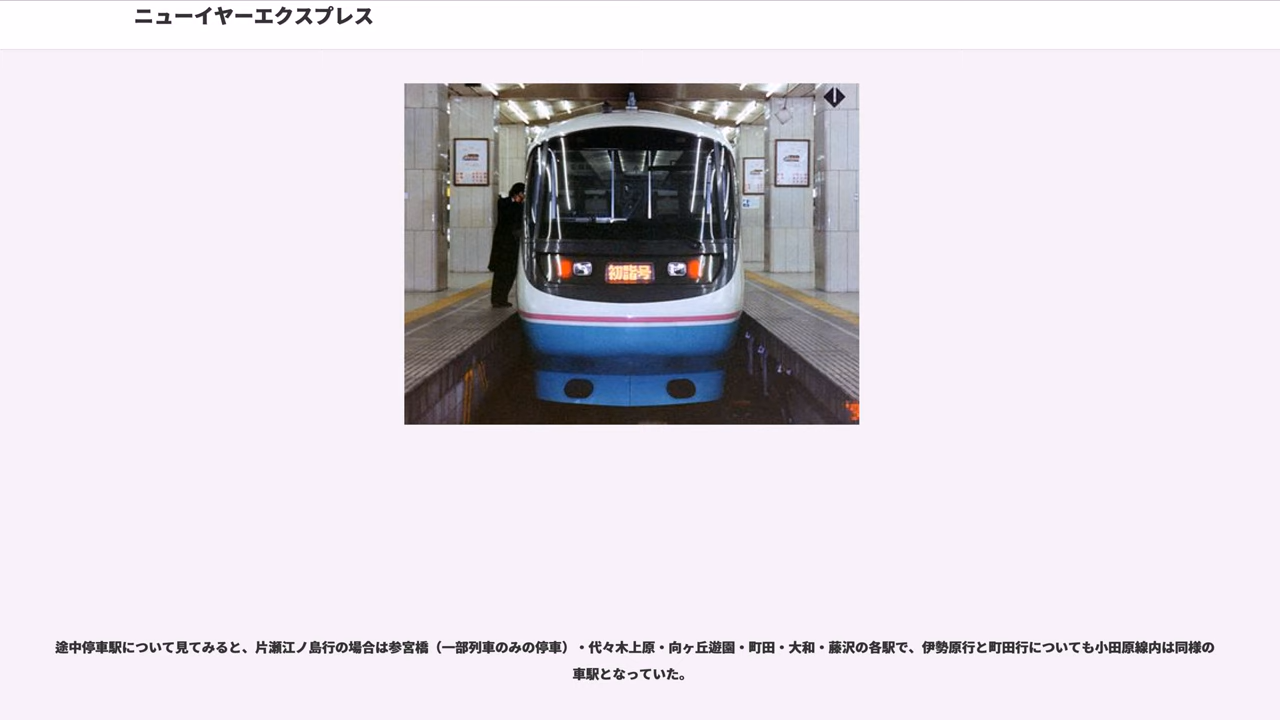 ニューイヤーエクスプレス
初詣号
途中停車駅について見てみると、片瀬江ノ島行の場合は参宮橋（一部列車のみの停車）・代々木上原・向ヶ丘遊園・町田・大和・藤沢の各駅で、伊勢原行と町田行についても小田原線内は同様の
車駅となっていた。